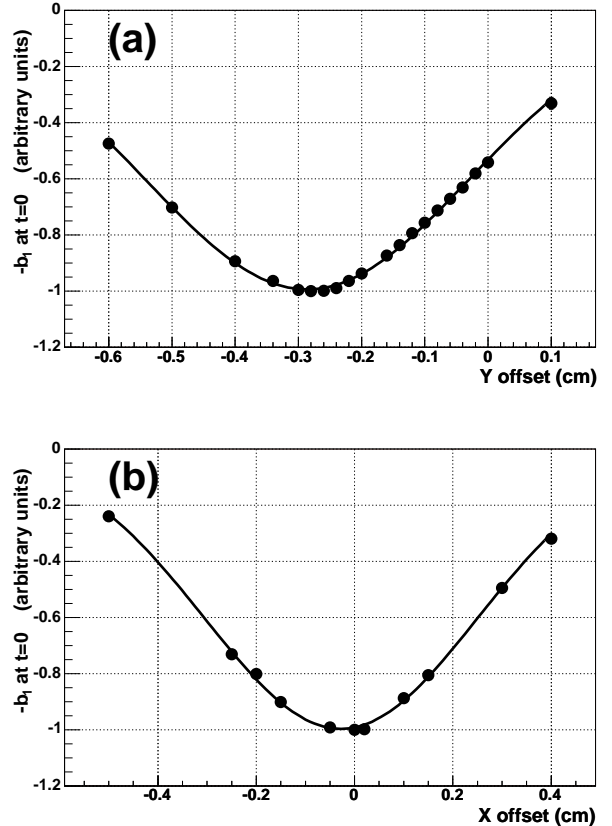 (a)
0
-0.2
-0.4
-0.6
-0.8
-1
-1.2
-b₁ at t=0 (arbitrary units)
-0.6 -0.5 -0.4 -0.3 -0.2 -0.1 0 0.1
Y offset (cm)
(b)
0
-0.2
-0.4
-0.6
-0.8
-1
-1.2
-b₁ at t=0 (arbitrary units)
-0.4 -0.2 0 0.2 0.4
X offset (cm)